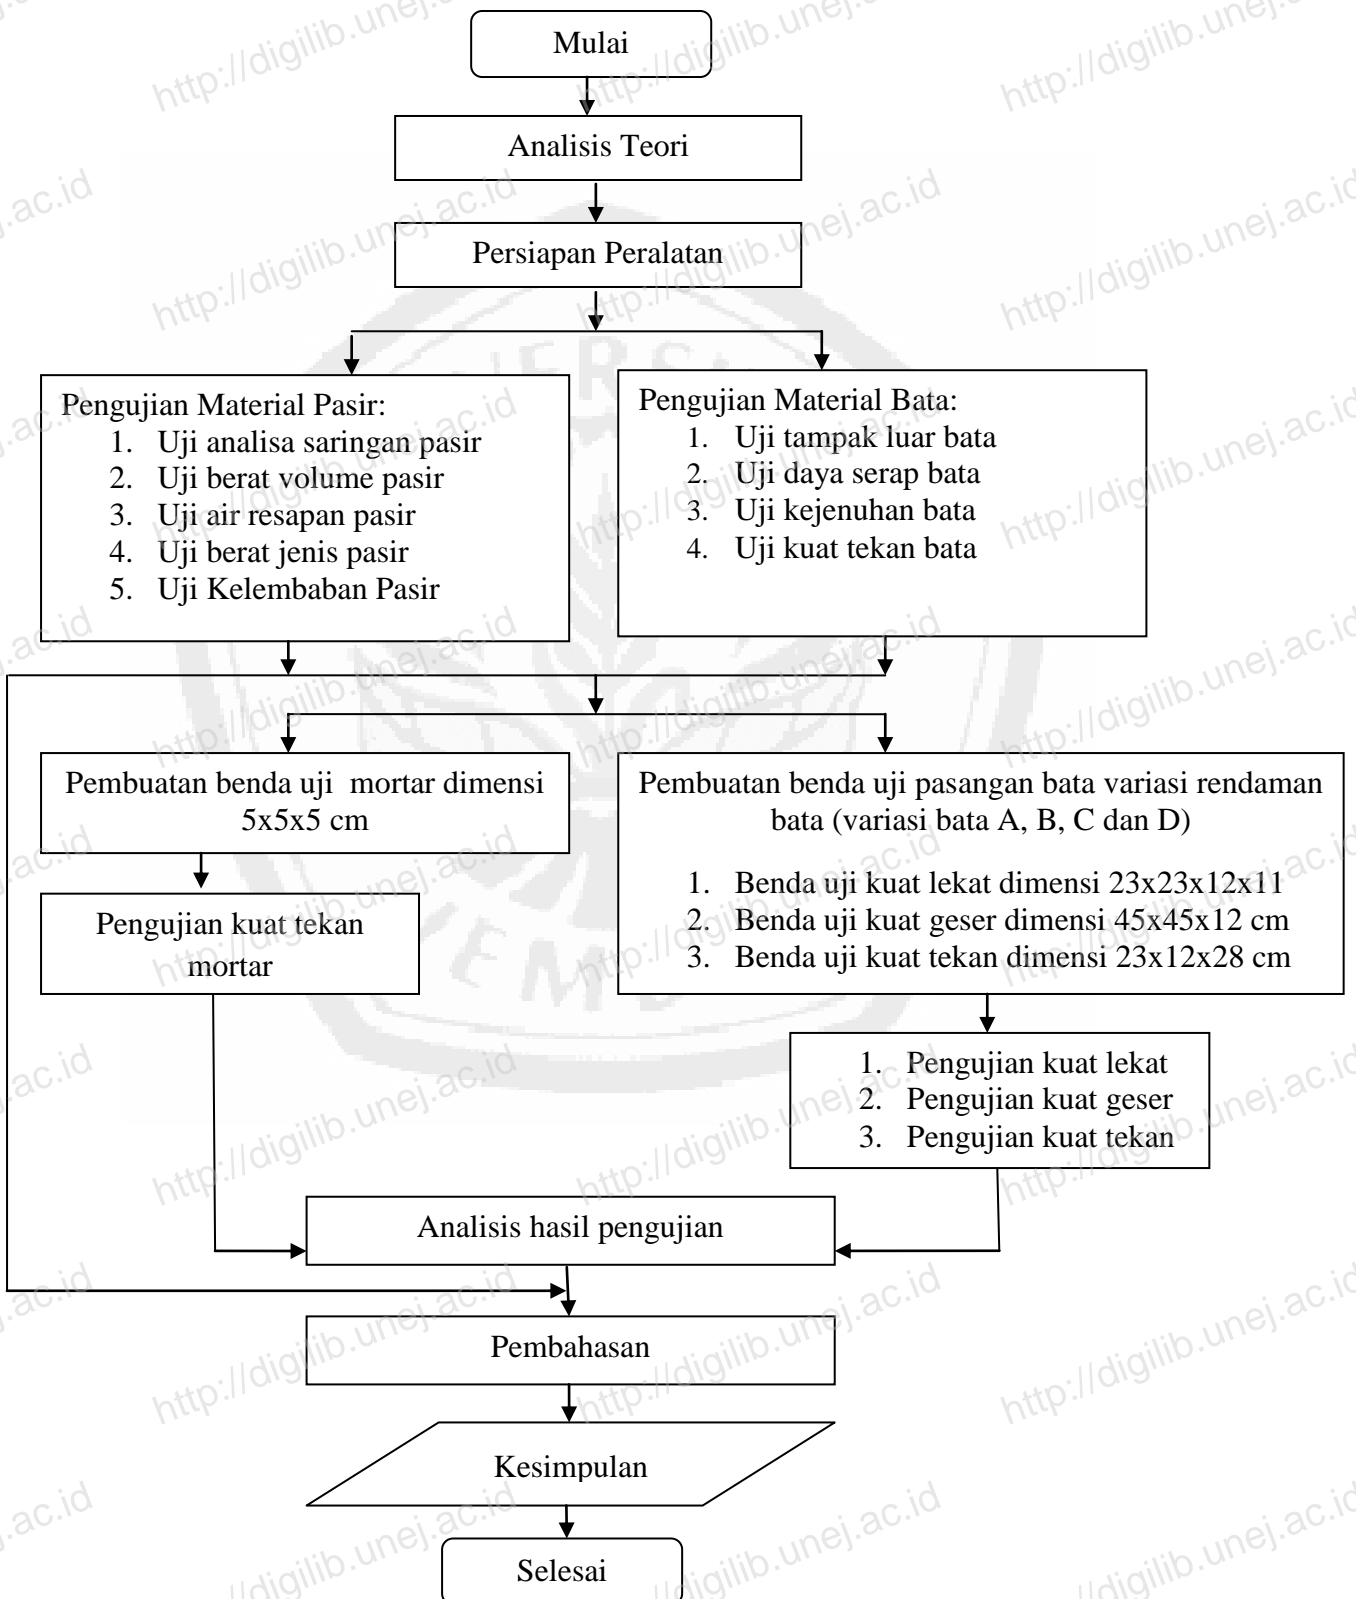 Mulai
Analisis Teori
Persiapan Peralatan
Pengujian Material Pasir:
1. Uji analisa saringan pasir
2. Uji berat volume pasir
3. Uji air resapan pasir
4. Uji berat jenis pasir
5. Uji Kelembaban Pasir
Pengujian Material Bata:
1. Uji tampak luar bata
2. Uji daya serap bata
3. Uji kejenuhan bata
4. Uji kuat tekan bata
Pembuatan benda uji  mortar dimensi
5x5x5 cm
Pengujian kuat tekan
mortar
Pembuatan benda uji pasangan bata variasi rendaman
bata (variasi bata A, B, C dan D)
1. Benda uji kuat lekat dimensi 23x23x12x11
2. Benda uji kuat geser dimensi 45x45x12 cm
3. Benda uji kuat tekan dimensi 23x12x28 cm
1. Pengujian kuat lekat
2. Pengujian kuat geser
3. Pengujian kuat tekan
Analisis hasil pengujian
Pembahasan
Kesimpulan
Selesai
http://digilib.unej.ac.id